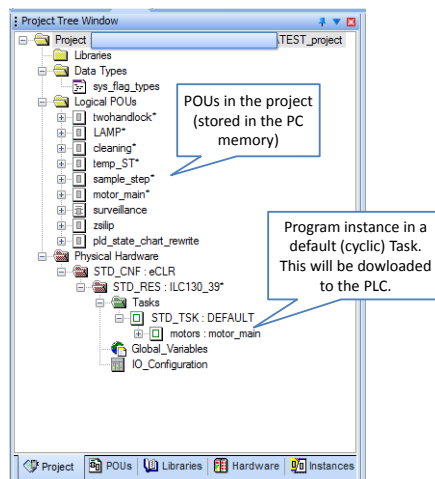 Project Tree Window
Project \TEST_project
Libraries
Data Types
sys_flag_types
Logical POUs
twohandlock*
LAMP*
cleaning*
temp_ST*
sample_step*
motor_main*
surveillance
zsilip
pld_state_chart_rewrite
Physical Hardware
STD_CNF : eCLR
STD_RES : ILC130_39*
Tasks
STD_TSK : DEFAULT
motors : motor_main
Global_Variables
IO_Configuration
POUs in the project
(stored in the PC
memory)
Program instance in a
default (cyclic) Task.
This will be dowloaded
to the PLC.
Project POUs Libraries Hardware Instances